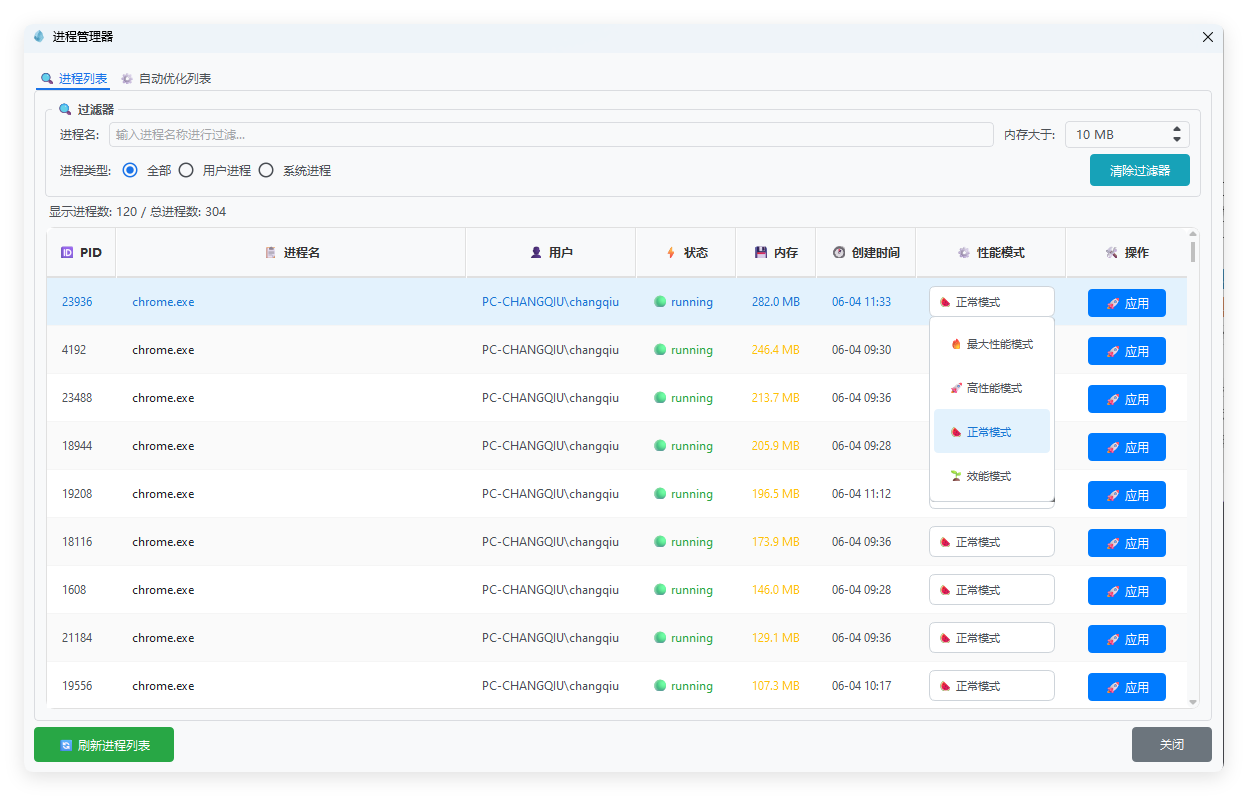 进程管理器
进程列表 自动优化列表
过滤器
进程名: 输入进程名称进行过滤... 内存大于: 10 MB
进程类型: 全部 用户进程 系统进程 清除过滤器
显示进程数: 120 / 总进程数: 304
ID PID 进程名 用户 状态 内存 创建时间 性能模式 操作
23936 chrome.exe PC-CHANGQIU\changqiu running 282.0 MB 06-04 11:33 正常模式 应用
最大性能模式
4192 chrome.exe PC-CHANGQIU\changqiu running 246.4 MB 06-04 09:30 应用
高性能模式
23488 chrome.exe PC-CHANGQIU\changqiu running 213.7 MB 06-04 09:36 应用
正常模式
18944 chrome.exe PC-CHANGQIU\changqiu running 205.9 MB 06-04 09:28 应用
效能模式
19208 chrome.exe PC-CHANGQIU\changqiu running 196.5 MB 06-04 11:12 应用
18116 chrome.exe PC-CHANGQIU\changqiu running 173.9 MB 06-04 09:36 正常模式 应用
1608 chrome.exe PC-CHANGQIU\changqiu running 146.0 MB 06-04 09:28 正常模式 应用
21184 chrome.exe PC-CHANGQIU\changqiu running 129.1 MB 06-04 09:36 正常模式 应用
19556 chrome.exe PC-CHANGQIU\changqiu running 107.3 MB 06-04 10:17 正常模式 应用
刷新进程列表 关闭